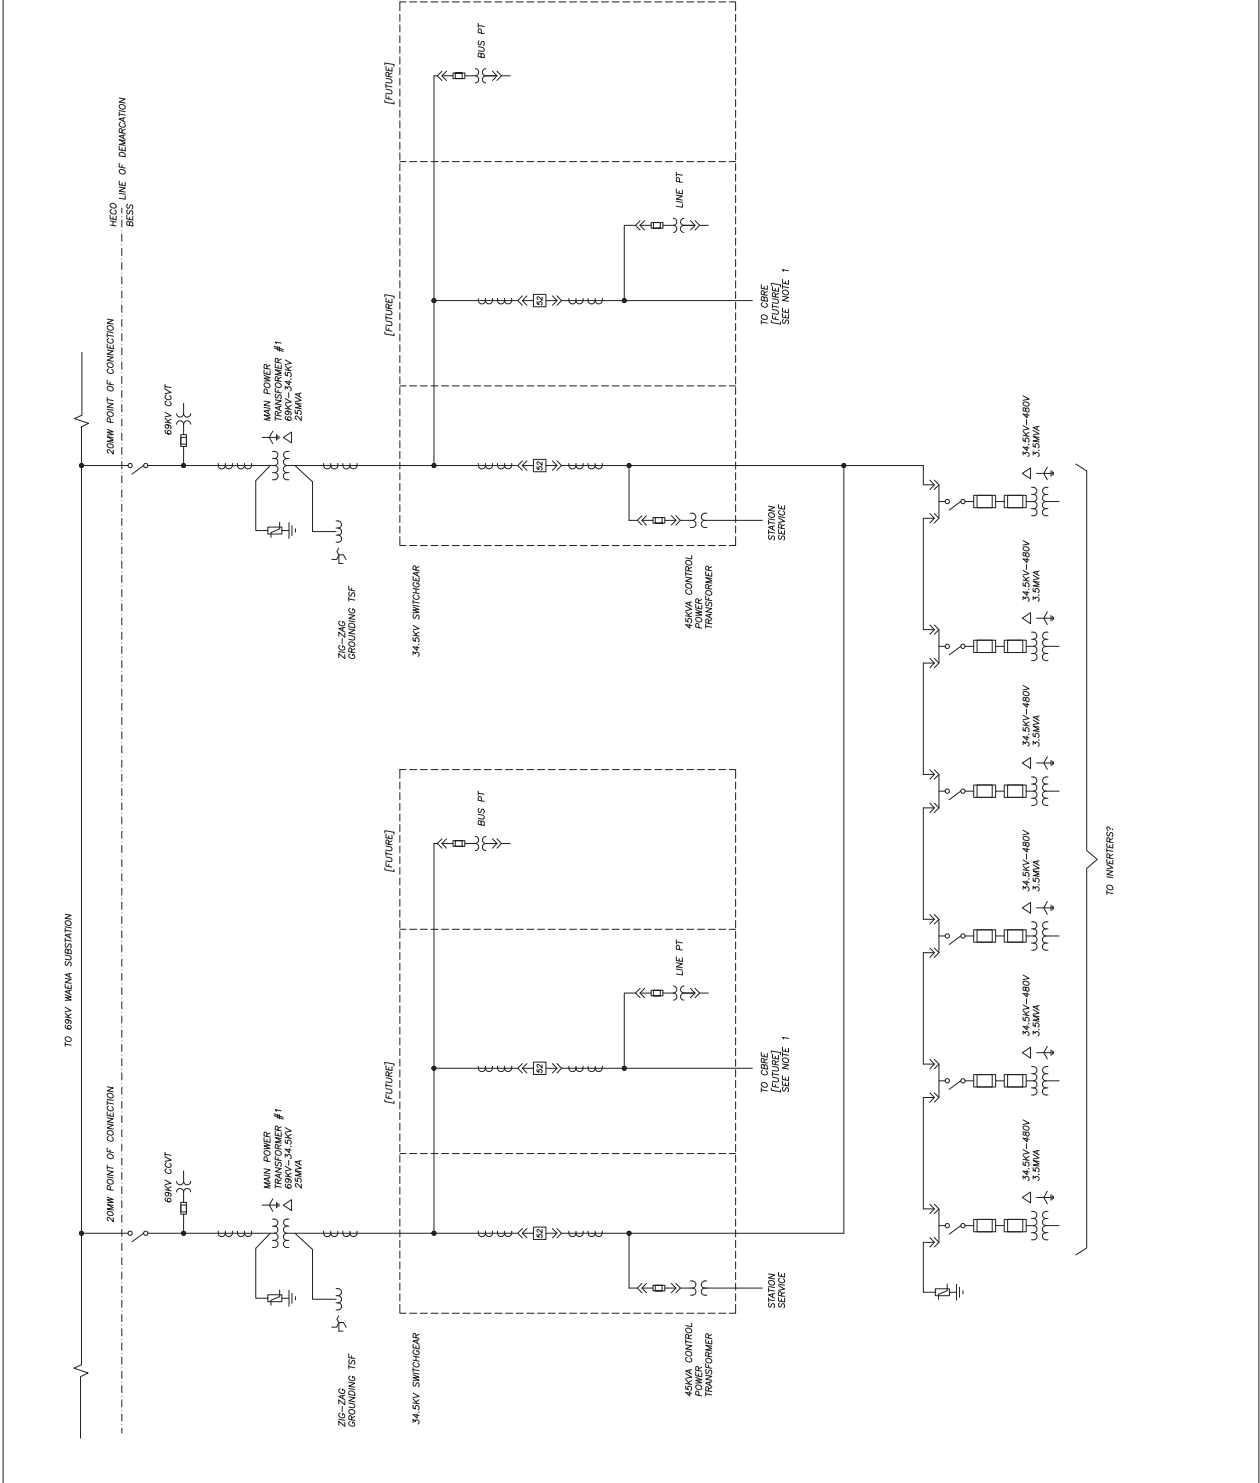 TO 69KV WAENA SUBSTATION
20MW POINT OF CONNECTION
20MW POINT OF CONNECTION
HECO
LINE OF DEMARCATION
BESS
69KV CCVT
69KV CCVT
MAIN POWER
TRANSFORMER #1
69KV-34.5KV
25MVA
MAIN POWER
TRANSFORMER #1
69KV-34.5KV
25MVA
ZIG-ZAG
GROUNDING TSF
ZIG-ZAG
GROUNDING TSF
[FUTURE]
[FUTURE]
[FUTURE]
[FUTURE]
34.5KV SWITCHGEAR
34.5KV SWITCHGEAR
BUS PT
BUS PT
52
52
52
52
LINE PT
LINE PT
45KVA CONTROL
POWER
TRANSFORMER
45KVA CONTROL
POWER
TRANSFORMER
STATION
SERVICE
TO CBRE
[FUTURE]
SEE NOTE 1
STATION
SERVICE
TO CBRE
[FUTURE]
SEE NOTE 1
34.5KV-480V
3.5MVA
34.5KV-480V
3.5MVA
34.5KV-480V
3.5MVA
34.5KV-480V
3.5MVA
34.5KV-480V
3.5MVA
34.5KV-480V
3.5MVA
TO INVERTERS?